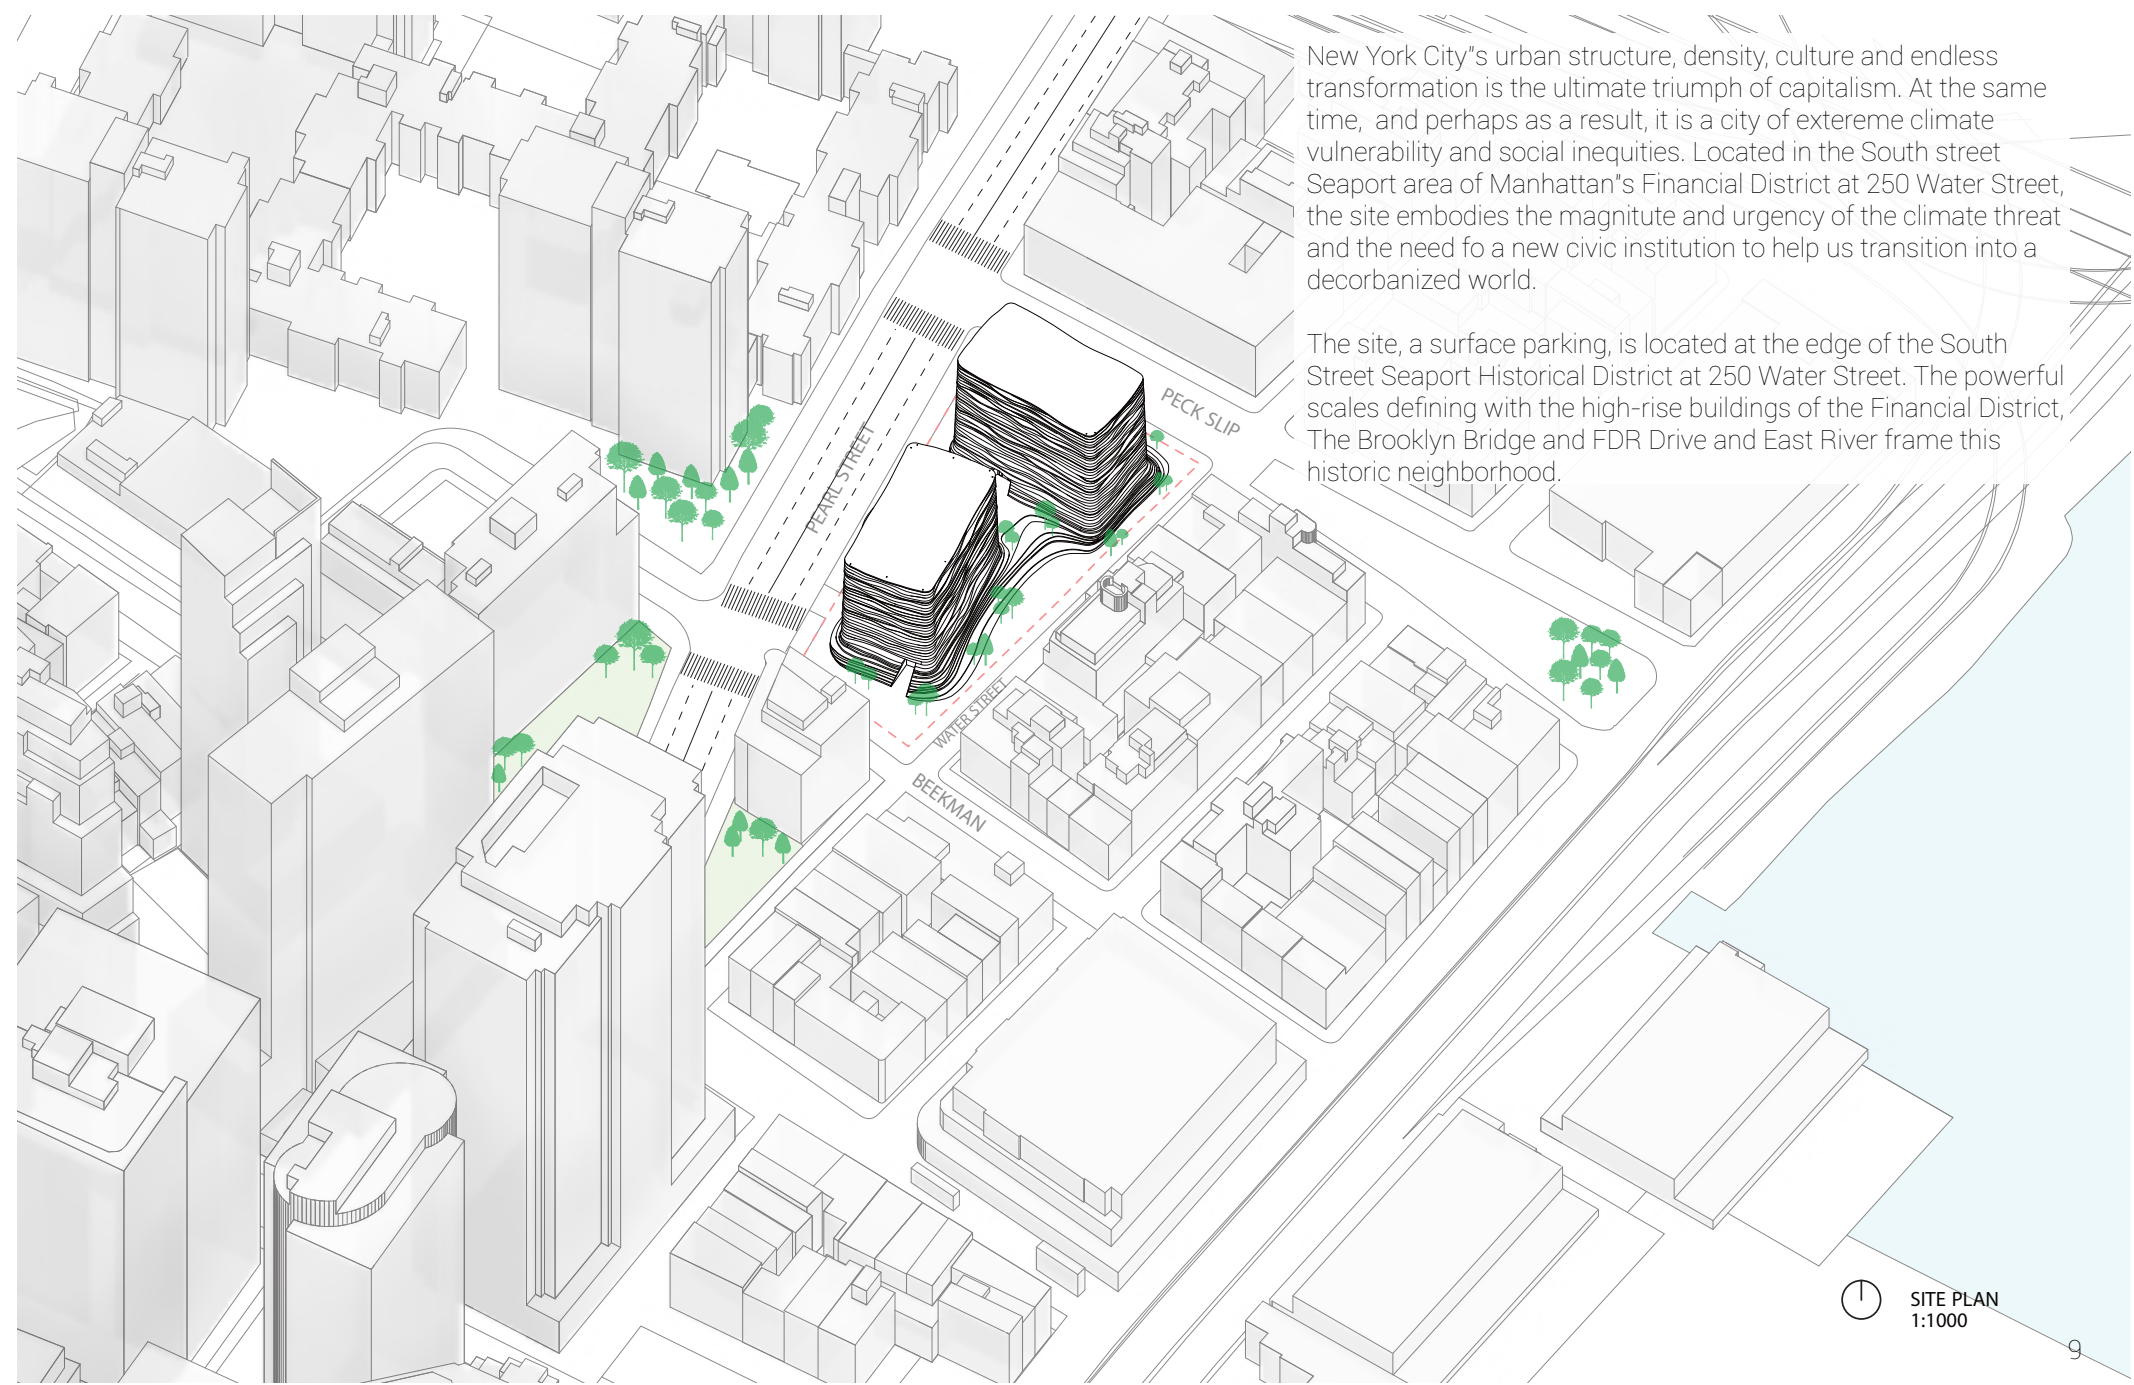 New York City"s urban structure, density, culture and endless
transformation is the ultimate triumph of capitalism. At the same
time,  and perhaps as a result, it is a city of extereme climate
vulnerability and social inequities. Located in the South street
Seaport area of Manhattan"s Financial District at 250 Water Street,
the site embodies the magnitute and urgency of the climate threat
and the need fo a new civic institution to help us transition into a
decorbanized world.
The site, a surface parking, is located at the edge of the South
Street Seaport Historical District at 250 Water Street. The powerful
scales defining with the high-rise buildings of the Financial District,
The Brooklyn Bridge and FDR Drive and East River frame this
historic neighborhood.
PECK SLIP
PEARL STREET
WATER STREET
BEEKMAN
SITE PLAN
1:1000
9